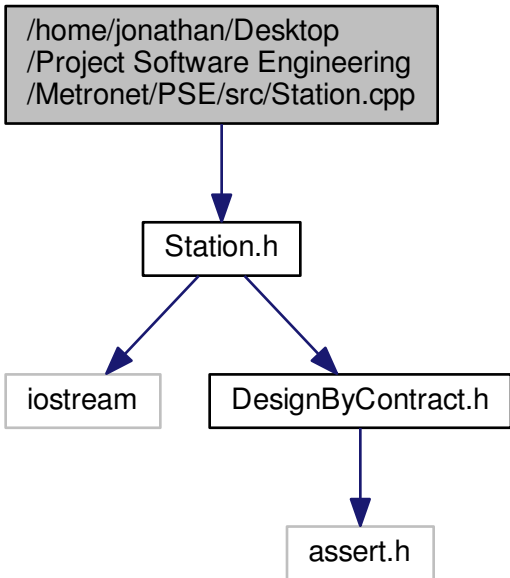 /home/jonathan/Desktop
/Project Software Engineering
/Metronet/PSE/src/Station.cpp
Station.h
iostream
DesignByContract.h
assert.h